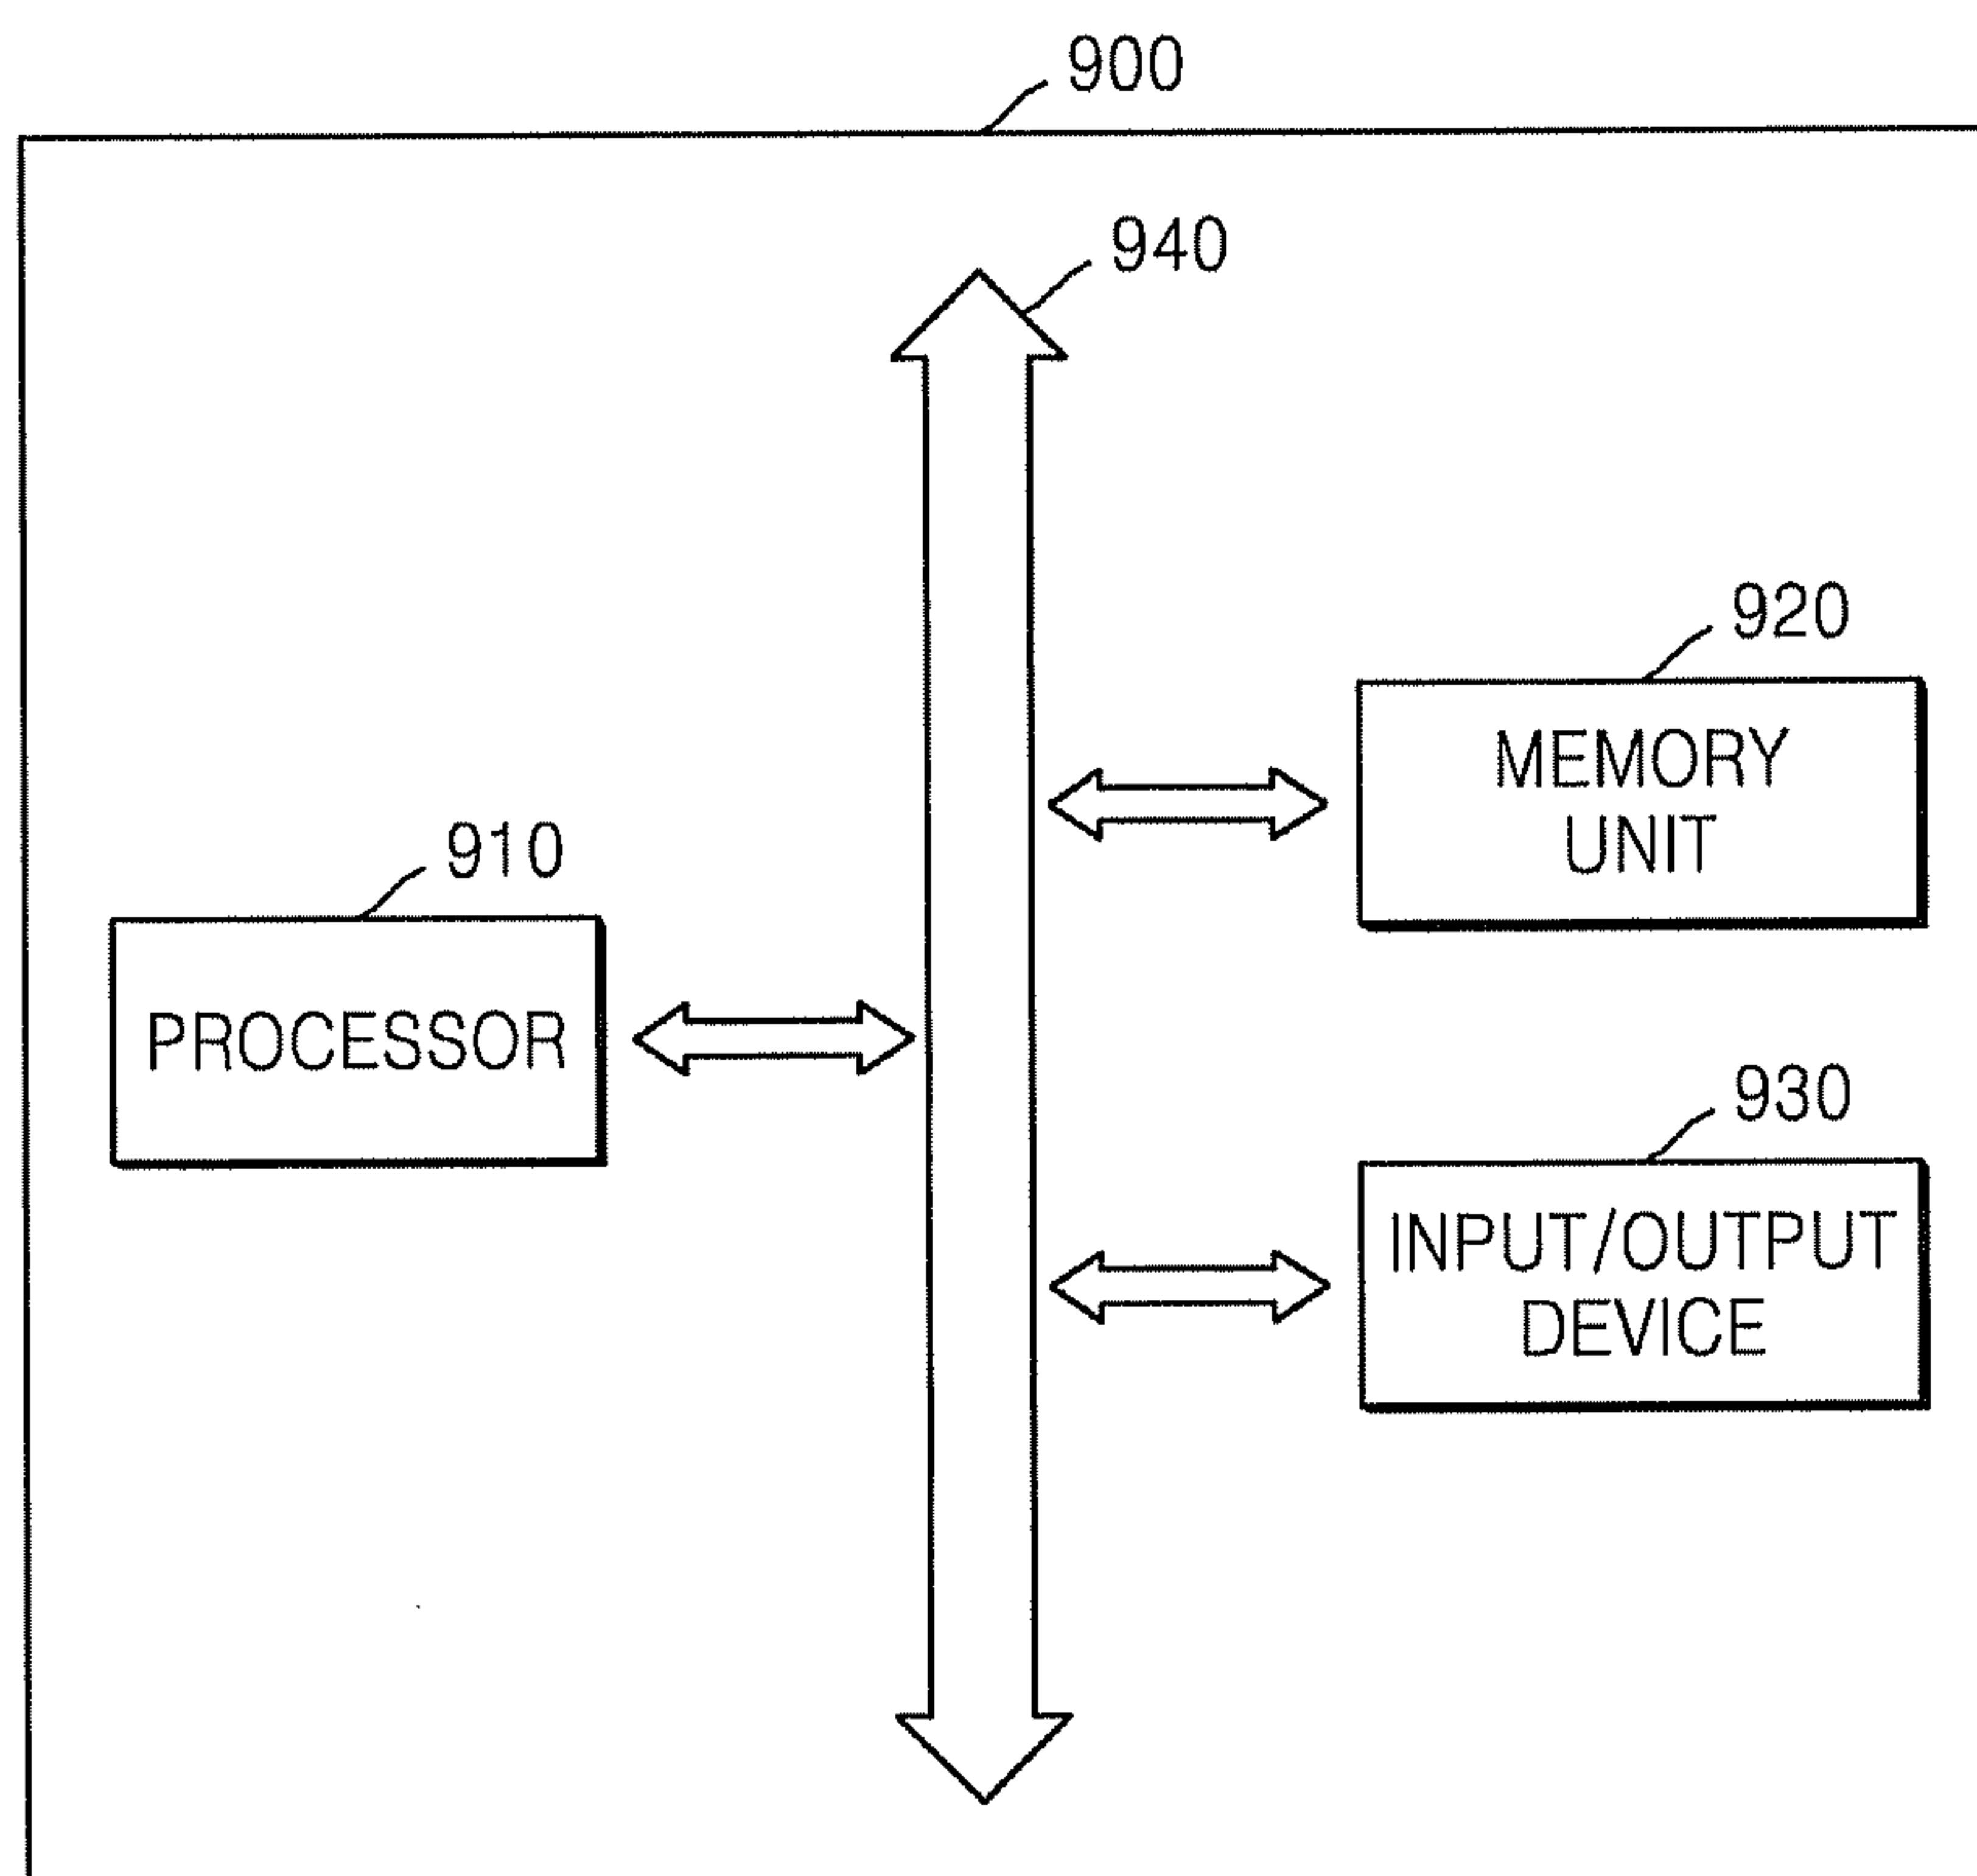 900
940
920
MEMORY
UNIT
910
PROCESSOR
930
INPUT/OUTPUT
DEVICE